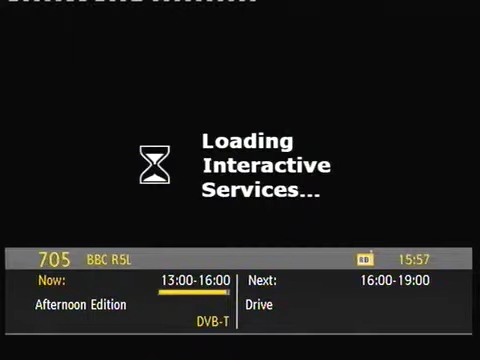 Loading
Interactive
Services...
705 BBC R5L 15:57
Now: 13:00-16:00 Next: 16:00-19:00
Afternoon Edition Drive
DVB-T